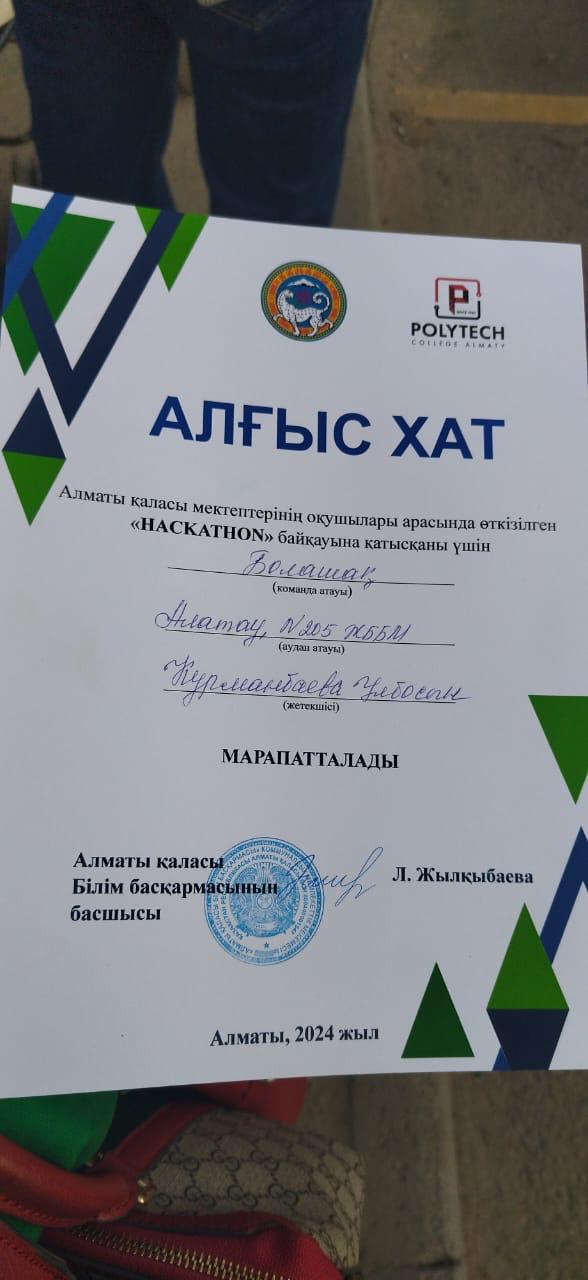 POLYTECH
COLLEGE ALMATY
АЛҒЫС ХАТ
Алматы қаласы мектептерінің оқушылары арасында өткізілген
«HACKATHON» байқауына қатысқаны үшін
Болашақ
(команда атауы)
Алатау, N205 ЖББМ
(аудан атауы)
Курманбаева Улбосын
(жетекшісі)
МАРАПАТТАЛАДЫ
Алматы қаласы
Білім басқармасының
басшысы
Л. Жылқыбаева
Алматы, 2024 жыл